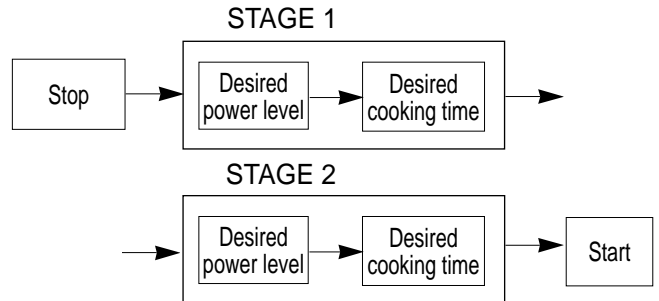 STAGE 1
Stop
Desired
power level
Desired
cooking time
STAGE 2
Desired
power level
Desired
cooking time
Start